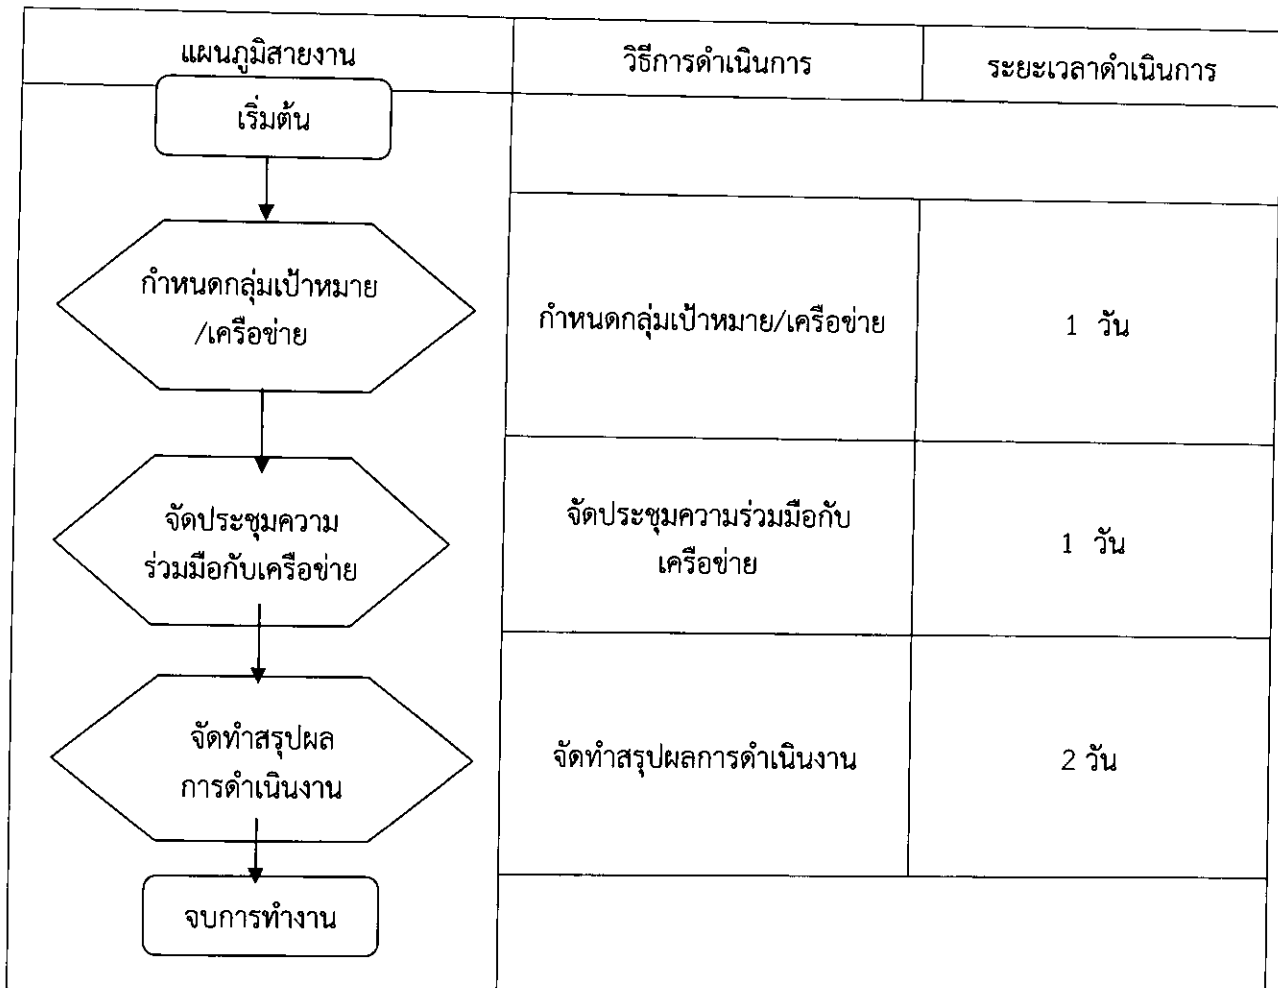 แผนภูมิสายงาน
วิธีการดำเนินการ
ระยะเวลาดำเนินการ
เริ่มต้น
กำหนดกลุ่มเป้าหมาย
/เครือข่าย
กำหนดกลุ่มเป้าหมาย/เครือข่าย
1 วัน
จัดประชุมความ
ร่วมมือกับเครือข่าย
จัดประชุมความร่วมมือกับ
เครือข่าย
1 วัน
จัดทำสรุปผล
การดำเนินงาน
จัดทำสรุปผลการดำเนินงาน
2 วัน
จบการทำงาน